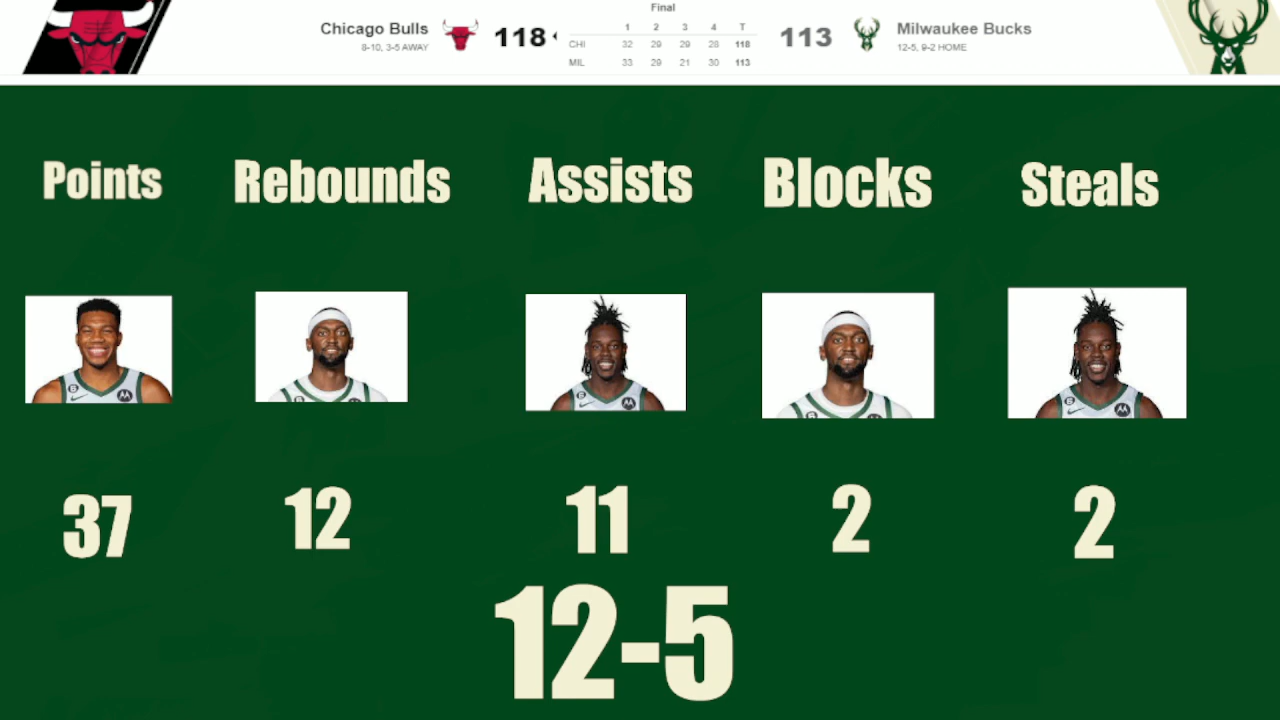 Final
Chicago Bulls
8-10, 3-5 AWAY
118
1 2 3 4 T
CHI 32 29 29 28 118
MIL 33 29 21 30 113
113
Milwaukee Bucks
12-5, 9-2 HOME
Points Rebounds Assists Blocks Steals
37 12 11 2 2
12-5